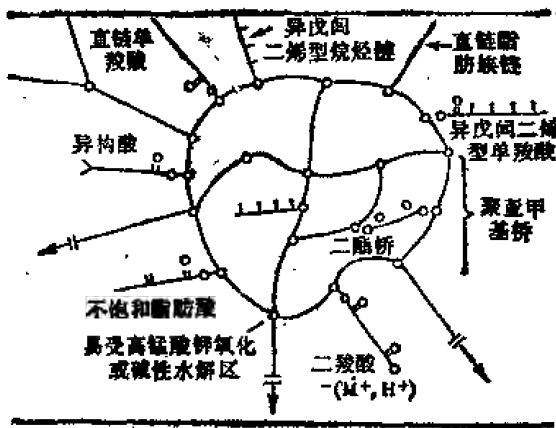 直链单
羧酸
异戊间
二烯型烷烃链
直链脂
肪族链
异戊间二烯
型单羧酸
异构酸
聚亚甲
基桥
二酯桥
不饱和脂肪酸
易受高锰酸钾氧化
或碱性水解区
二羧酸
-(M⁺,H⁺)